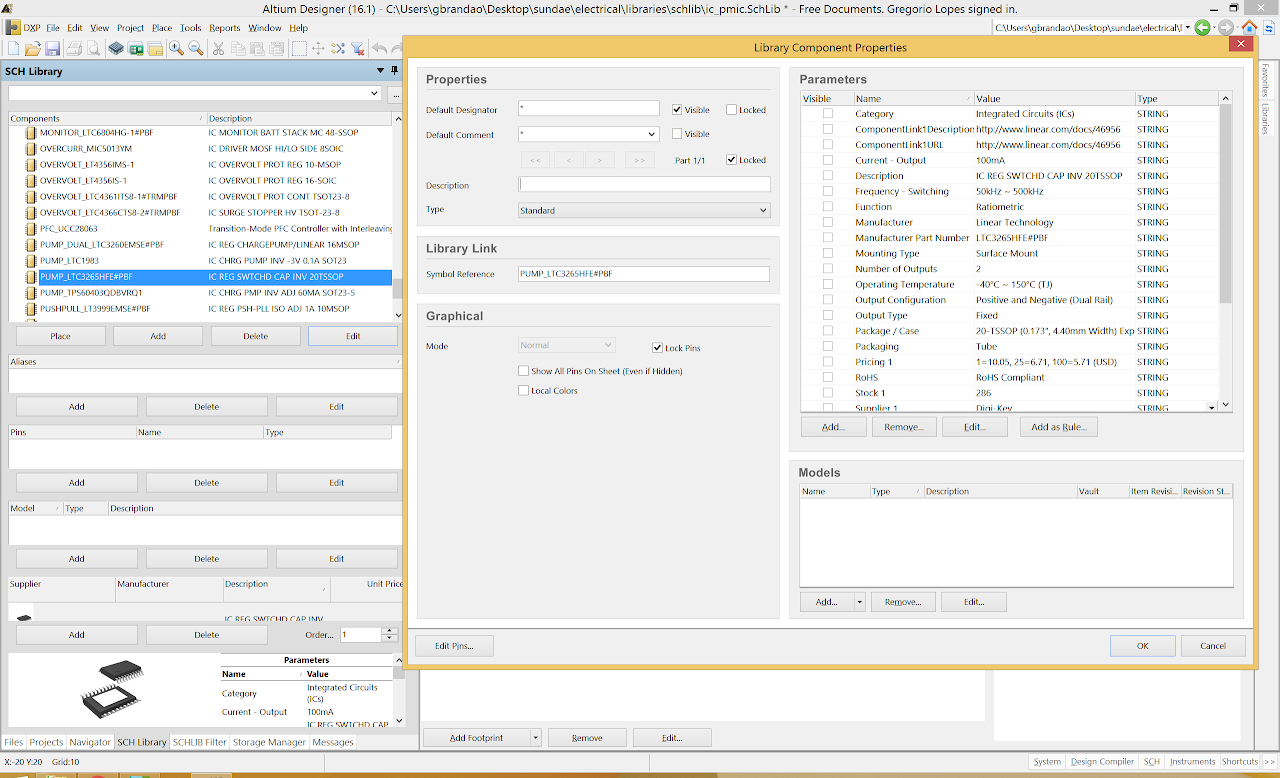 Altium Designer (16.1) - C:\Users\gbrandao\Desktop\sundae\electrical\libraries\schlib\ic_pmic.SchLib * - Free Documents. Gregorio Lopes signed in.
DXP File Edit View Project Place Tools Reports Window Help
C:\Users\gbrandao\Desktop\sundae\electrical\l
SCH Library
...
Components Description
MONITOR_LTC6804HG-1#PBF IC MONITOR BATT STACK MC 48-SSOP
OVERCURR_MIC5013YM IC DRIVER MOSF HI/LO SIDE 8SOIC
OVERVOLT_LT4356IMS-1 IC OVERVOLT PROT REG 10-MSOP
OVERVOLT_LT4356IS-1 IC OVERVOLT PROT REG 16-SOIC
OVERVOLT_LTC4361ITS8-1#TRMPBF IC OVERVOLT PROT CONT TSOT23-8
OVERVOLT_LTC4366CTS8-2#TRMPBF IC SURGE STOPPER HV TSOT-23-8
PFC_UCC28063 Transition-Mode PFC Controller with Interleaving
PUMP_DUAL_LTC3260EMSE#PBF IC REG CHARGEPUMP/LINEAR 16MSOP
PUMP_LTC1983 IC CHRG PUMP INV -3V 0.1A SOT23
PUMP_LTC3265HFE#PBF IC REG SWTCHD CAP INV 20TSSOP
PUMP_TPS60403QDBVRQ1 IC CHRG PMP INV ADJ 60MA SOT23-5
PUSHPULL_LT3999EMSE#PBF IC REG PSH-PLL ISO ADJ 1A 10MSOP
Place Add Delete Edit
Aliases
Add Delete Edit
Pins Name Type
Add Delete Edit
Model Type Description
Add Delete Edit
Supplier Manufacturer Description Unit Price
IC REG SWTCHD CAP INV
Add Delete Order... 1
Parameters
Name Value
Category Integrated Circuits
(ICs)
Current - Output 100mA
IC REG SWTCHD CAP
Files Projects Navigator SCH Library SCHLIB Filter Storage Manager Messages
X:-20 Y:20 Grid:10
Library Component Properties
Properties
Default Designator * Visible Locked
Default Comment * Visible
<< < > >> Part 1/1 Locked
Description
Type Standard
Library Link
Symbol Reference PUMP_LTC3265HFE#PBF
Graphical
Mode Normal Lock Pins
Show All Pins On Sheet (Even if Hidden)
Local Colors
Parameters
Visible Name Value Type
Category Integrated Circuits (ICs) STRING
ComponentLink1Description http://www.linear.com/docs/46956 STRING
ComponentLink1URL http://www.linear.com/docs/46956 STRING
Current - Output 100mA STRING
Description IC REG SWTCHD CAP INV 20TSSOP STRING
Frequency - Switching 50kHz ~ 500kHz STRING
Function Ratiometric STRING
Manufacturer Linear Technology STRING
Manufacturer Part Number LTC3265HFE#PBF STRING
Mounting Type Surface Mount STRING
Number of Outputs 2 STRING
Operating Temperature -40°C ~ 150°C (TJ) STRING
Output Configuration Positive and Negative (Dual Rail) STRING
Output Type Fixed STRING
Package / Case 20-TSSOP (0.173", 4.40mm Width) Exp STRING
Packaging Tube STRING
Pricing 1 1=10.05, 25=6.71, 100=5.71 (USD) STRING
RoHS RoHS Compliant STRING
Stock 1 286 STRING
Supplier 1 Digi-Key STRING
Add... Remove... Edit... Add as Rule...
Models
Name Type Description Vault Item Revisi... Revision St...
Add... Remove... Edit...
Edit Pins... OK Cancel
Add Footprint Remove Edit...
Favorites
Libraries
System Design Compiler SCH Instruments Shortcuts >>